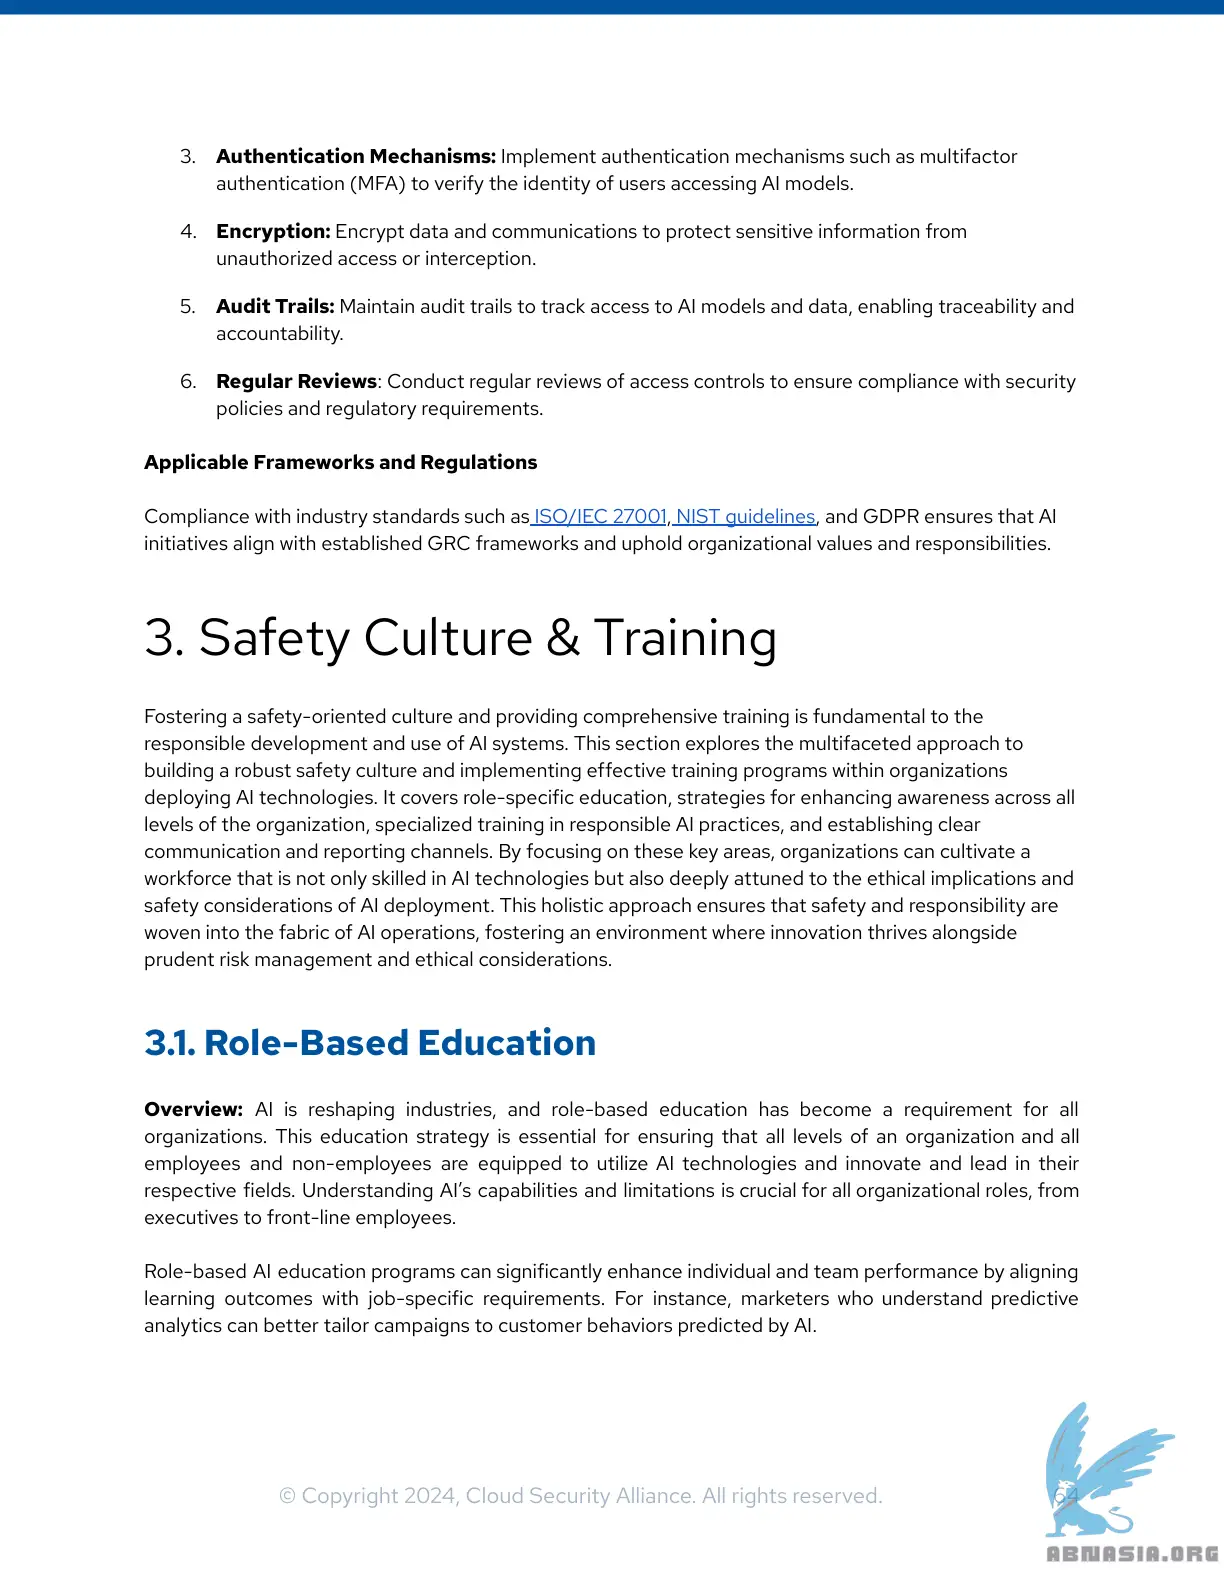 3. Authentication Mechanisms: Implement authentication mechanisms such as multifactor
authentication (MFA) to verify the identity of users accessing AI models.
4. Encryption: Encrypt data and communications to protect sensitive information from
unauthorized access or interception.
5. Audit Trails: Maintain audit trails to track access to AI models and data, enabling traceability and
accountability.
6. Regular Reviews: Conduct regular reviews of access controls to ensure compliance with security
policies and regulatory requirements.
Applicable Frameworks and Regulations
Compliance with industry standards such as ISO/IEC 27001, NIST guidelines, and GDPR ensures that AI
initiatives align with established GRC frameworks and uphold organizational values and responsibilities.
3. Safety Culture & Training
Fostering a safety-oriented culture and providing comprehensive training is fundamental to the
responsible development and use of AI systems. This section explores the multifaceted approach to
building a robust safety culture and implementing effective training programs within organizations
deploying AI technologies. It covers role-specific education, strategies for enhancing awareness across all
levels of the organization, specialized training in responsible AI practices, and establishing clear
communication and reporting channels. By focusing on these key areas, organizations can cultivate a
workforce that is not only skilled in AI technologies but also deeply attuned to the ethical implications and
safety considerations of AI deployment. This holistic approach ensures that safety and responsibility are
woven into the fabric of AI operations, fostering an environment where innovation thrives alongside
prudent risk management and ethical considerations.
3.1. Role-Based Education
Overview: AI is reshaping industries, and role-based education has become a requirement for all
organizations. This education strategy is essential for ensuring that all levels of an organization and all
employees and non-employees are equipped to utilize AI technologies and innovate and lead in their
respective fields. Understanding AI's capabilities and limitations is crucial for all organizational roles, from
executives to front-line employees.
Role-based AI education programs can significantly enhance individual and team performance by aligning
learning outcomes with job-specific requirements. For instance, marketers who understand predictive
analytics can better tailor campaigns to customer behaviors predicted by AI.
© Copyright 2024, Cloud Security Alliance. All rights reserved. 64
ABNASIA.ORG